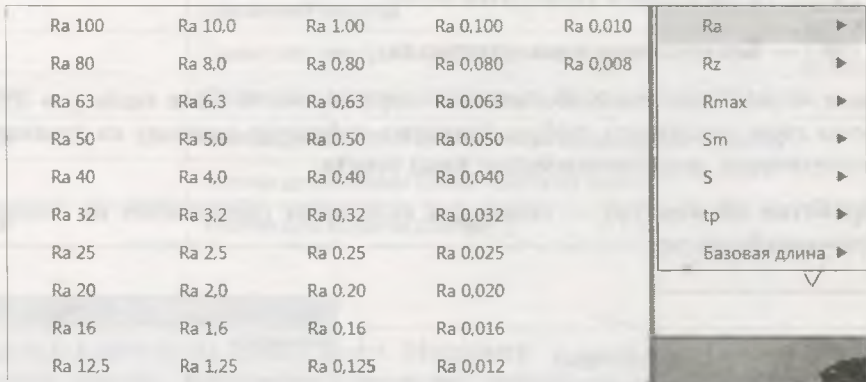 Ra 100 Ra 10,0 Ra 1.00 Ra 0,100 Ra 0,010 Ra
Ra 80 Ra 8,0 Ra 0.80 Ra 0,080 Ra 0,008 Rz
Ra 63 Ra 6,3 Ra 0,63 Ra 0.063 Rmax
Ra 50 Ra 5,0 Ra 0.50 Ra 0,050 Sm
Ra 40 Ra 4,0 Ra 0,40 Ra 0,040 S
Ra 32 Ra 3,2 Ra 0,32 Ra 0,032 tp
Ra 25 Ra 2,5 Ra 0.25 Ra 0.025 Базовая длина
Ra 20 Ra 2,0 Ra 0.20 Ra 0,020
Ra 16 Ra 1,6 Ra 0,16 Ra 0,016
Ra 12,5 Ra 1,25 Ra 0,125 Ra 0,012